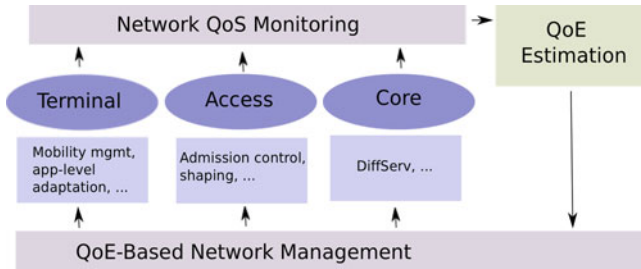 Network QoS Monitoring
QoE
Estimation
Terminal
Access
Core
Mobility mgmt,
app-level
adaptation, ...
Admission control,
shaping, ...
DiffServ, ...
QoE-Based Network Management